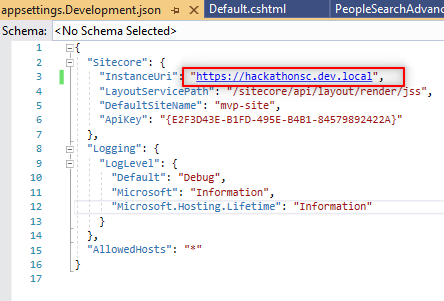 appsettings.Development.json Default.cshtml PeopleSearchAdvan
Schema: <No Schema Selected>
1 {
2 "Sitecore": {
3 "InstanceUri": "https://hackathonsc.dev.local",
4 "LayoutServicePath": "/sitecore/api/layout/render/jss",
5 "DefaultSiteName": "mvp-site",
6 "ApiKey": "{E2F3D43E-B1FD-495E-B4B1-84579892422A}"
7 },
8 "Logging": {
9 "LogLevel": {
10 "Default": "Debug",
11 "Microsoft": "Information",
12 "Microsoft.Hosting.Lifetime": "Information"
13 }
14 },
15 "AllowedHosts": "*"
16 }